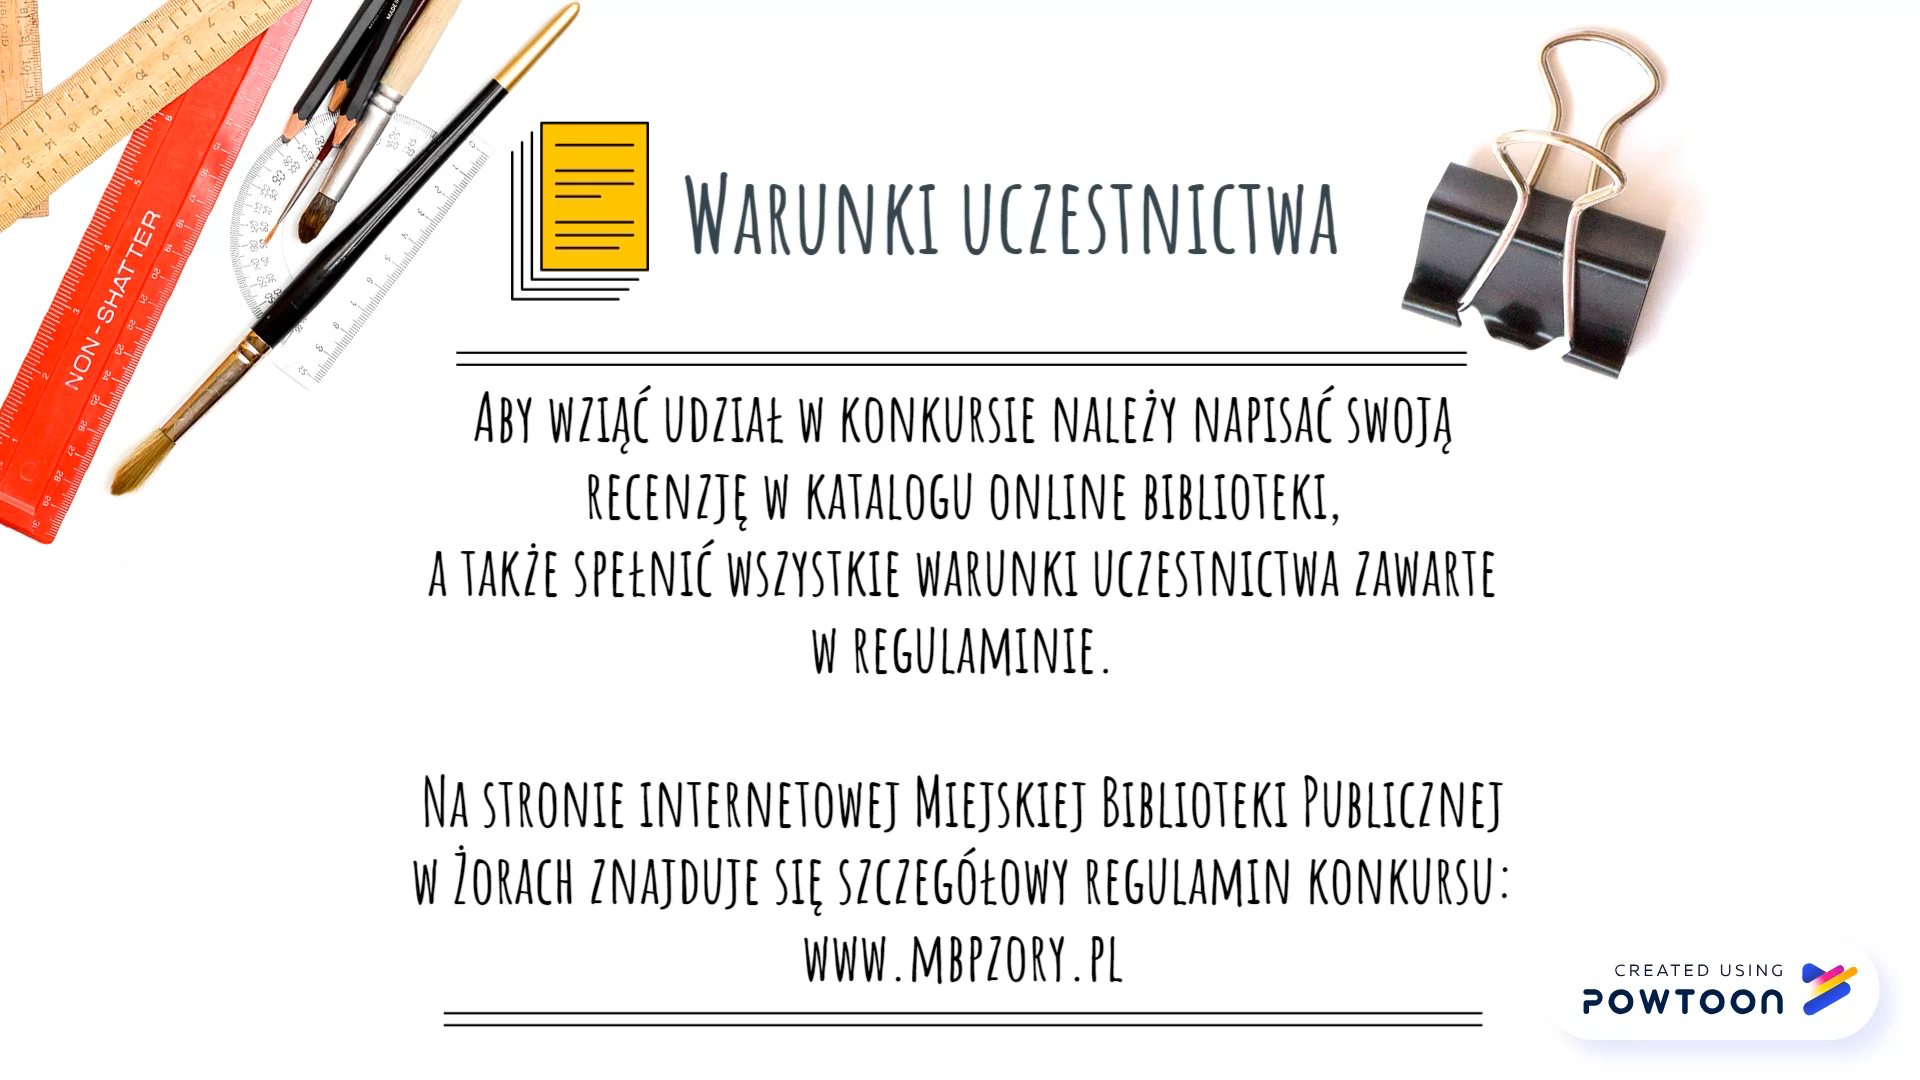 NON-SHATTER
Warunki uczestnictwa
Aby wziąć udział w konkursie należy napisać swoją
recenzję w katalogu online biblioteki,
a także spełnić wszystkie warunki uczestnictwa zawarte
w regulaminie.
Na stronie internetowej Miejskiej Biblioteki Publicznej
w Żorach znajduje się szczegółowy regulamin konkursu:
www.mbpzory.pl
CREATED USING
POWTOON